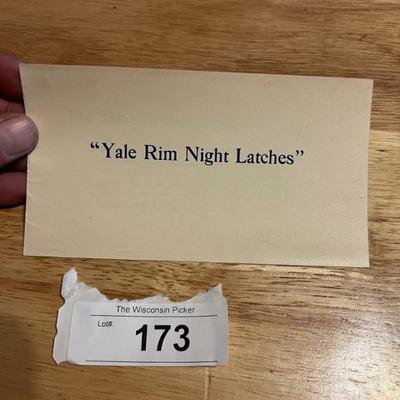 “Yale Rim Night Latches”
The Wisconsin Picker
Lot#: 173